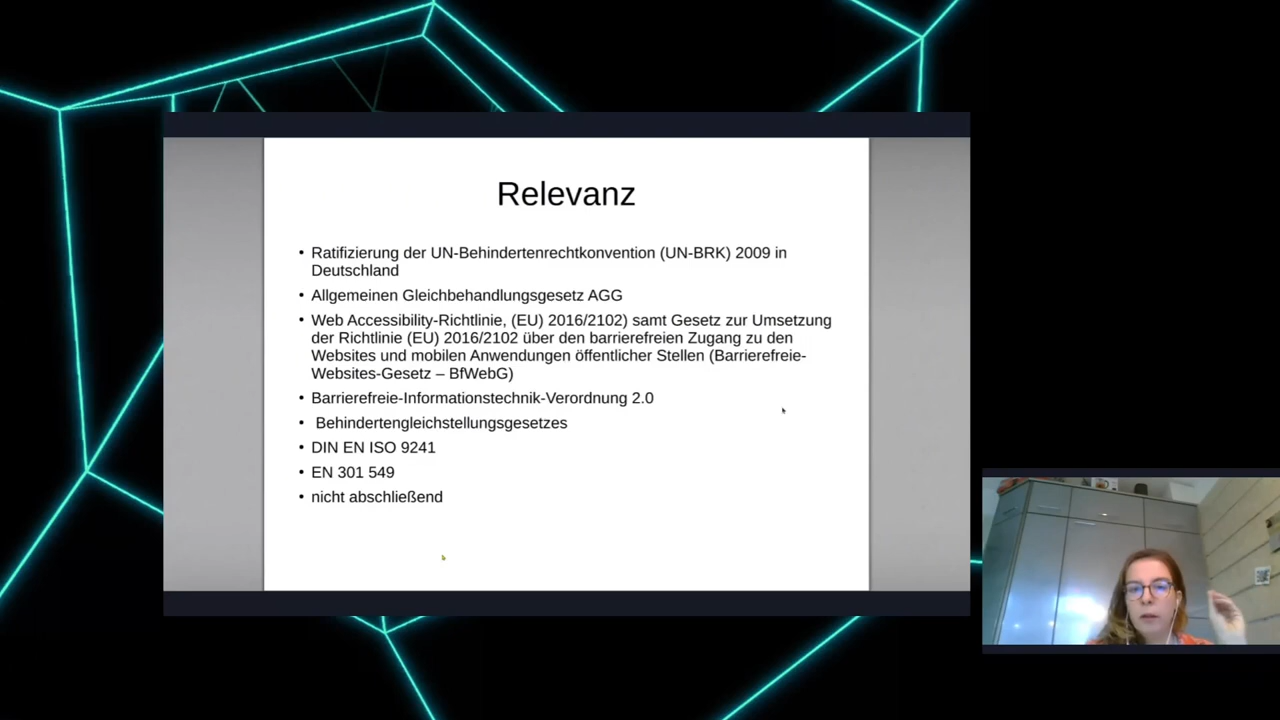 Relevanz
• Ratifizierung der UN-Behindertenrechtkonvention (UN-BRK) 2009 in
Deutschland
• Allgemeinen Gleichbehandlungsgesetz AGG
• Web Accessibility-Richtlinie, (EU) 2016/2102) samt Gesetz zur Umsetzung
der Richtlinie (EU) 2016/2102 über den barrierefreien Zugang zu den
Websites und mobilen Anwendungen öffentlicher Stellen (Barrierefreie-
Websites-Gesetz – BfWebG)
• Barrierefreie-Informationstechnik-Verordnung 2.0
• Behindertengleichstellungsgesetzes
• DIN EN ISO 9241
• EN 301 549
• nicht abschließend